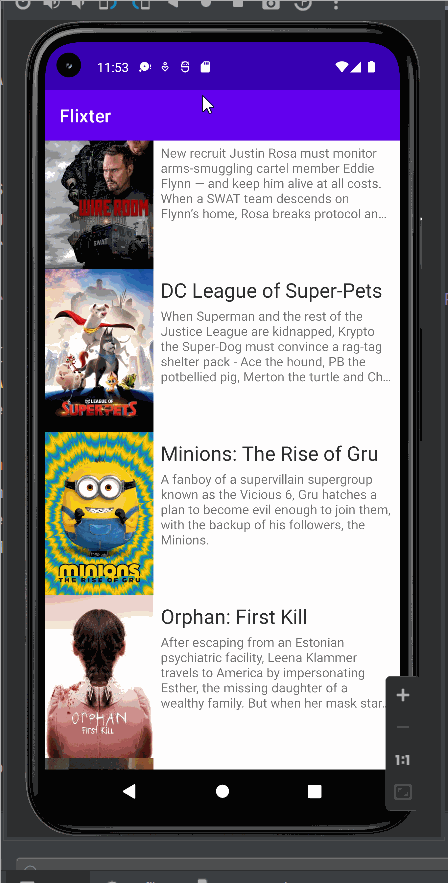 11:53
Flixter
New recruit Justin Rosa must monitor
arms-smuggling cartel member Eddie
Flynn — and keep him alive at all costs.
When a SWAT team descends on
Flynn's home, Rosa breaks protocol an…
WIRE ROOM
SWAT
DC League of Super-Pets
When Superman and the rest of the
Justice League are kidnapped, Krypto
the Super-Dog must convince a rag-tag
shelter pack - Ace the hound, PB the
potbellied pig, Merton the turtle and Ch…
DC LEAGUE OF
SUPER-PETS
Minions: The Rise of Gru
A fanboy of a supervillain supergroup
known as the Vicious 6, Gru hatches a
plan to become evil enough to join them,
with the backup of his followers, the
Minions.
MINIONS
THE RISE OF GRU
Orphan: First Kill
After escaping from an Estonian
psychiatric facility, Leena Klammer
travels to America by impersonating
Esther, the missing daughter of a
wealthy family. But when her mask star…
ORPHAN
First Kill
1:1